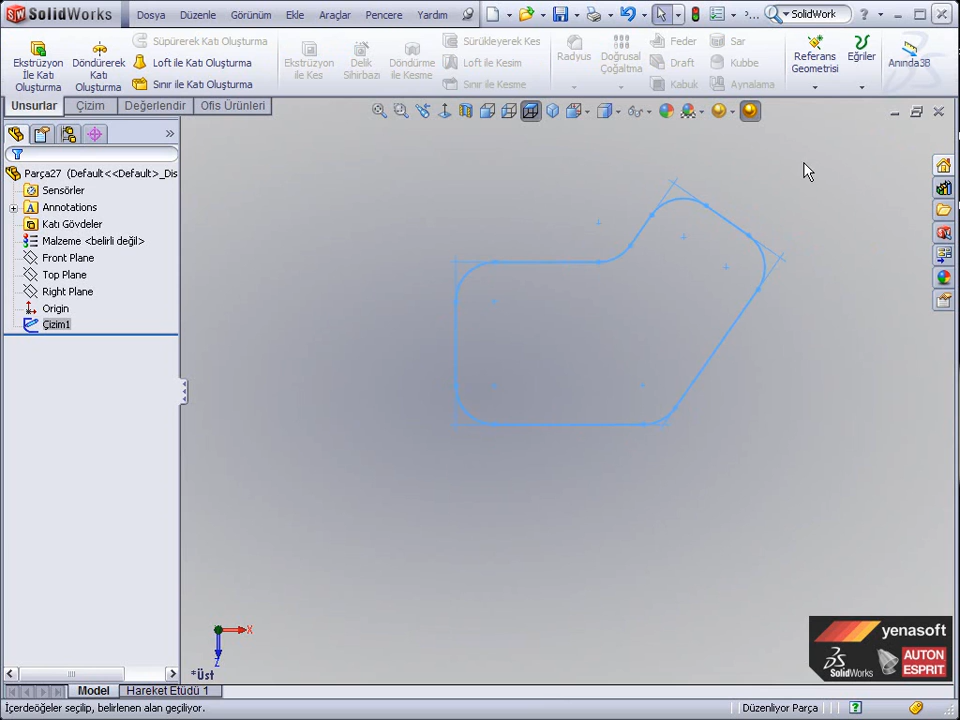 SolidWorks
Dosya Düzenle Görünüm Ekle Araçlar Pencere Yardım
... SolidWork
Ekstrüzyon İle Katı Oluşturma
Döndürerek Katı Oluşturma
Süpürerek Katı Oluşturma
Loft ile Katı Oluşturma
Sınır ile Katı Oluşturma
Ekstrüzyon ile Kes
Delik Sihirbazı
Döndürme ile Kesme
Sürükleyerek Kes
Loft ile Kesim
Sınır ile Kesme
Radyus
Doğrusal Çoğaltma
Feder
Draft
Kabuk
Sar
Kubbe
Aynalama
Referans Geometrisi
Eğriler
Anında3B
Unsurlar Çizim Değerlendir Ofis Ürünleri
Parça27 (Default<<Default>_Dis
Sensörler
Annotations
Katı Gövdeler
Malzeme <belirli değil>
Front Plane
Top Plane
Right Plane
Origin
Çizim1
X
Z
*Üst
yenasoft
SolidWorks
AUTON
ESPRIT
Model Hareket Etüdü 1
İçerdeöğeler seçilip, belirlenen alan geçiliyor.
Düzenliyor Parça